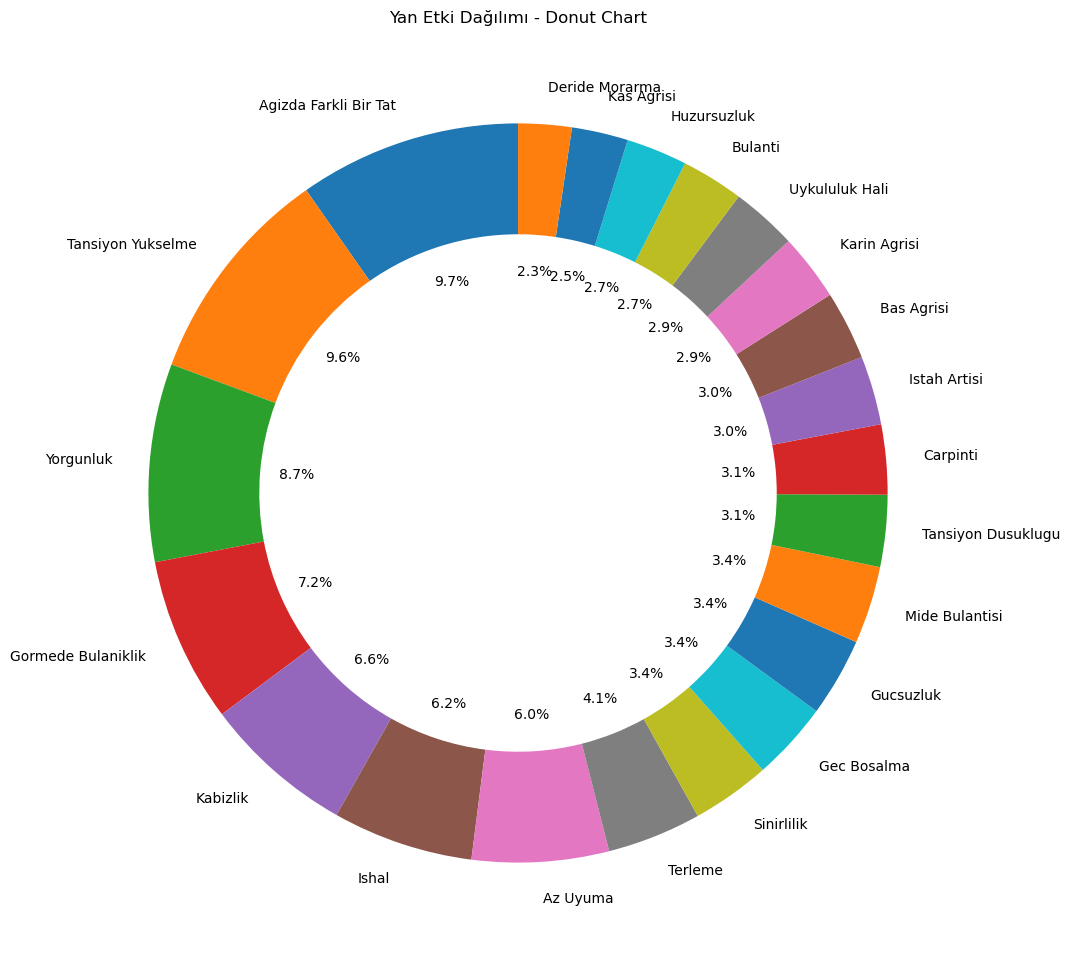 Yan Etki Dağılımı - Donut Chart
Agizda Farkli Bir Tat
9.7%
Tansiyon Yukselme
9.6%
Yorgunluk
8.7%
Gormede Bulaniklik
7.2%
Kabizlik
6.6%
Ishal
6.2%
Az Uyuma
6.0%
Terleme
4.1%
Sinirlilik
3.4%
Gec Bosalma
3.4%
Gucsuzluk
3.4%
Mide Bulantisi
3.4%
Tansiyon Dusuklugu
3.1%
Carpinti
3.1%
Istah Artisi
3.0%
Bas Agrisi
3.0%
Karin Agrisi
2.9%
Uykululuk Hali
2.9%
Bulanti
2.7%
Huzursuzluk
2.7%
Kas Agrisi
2.5%
Deride Morarma
2.3%